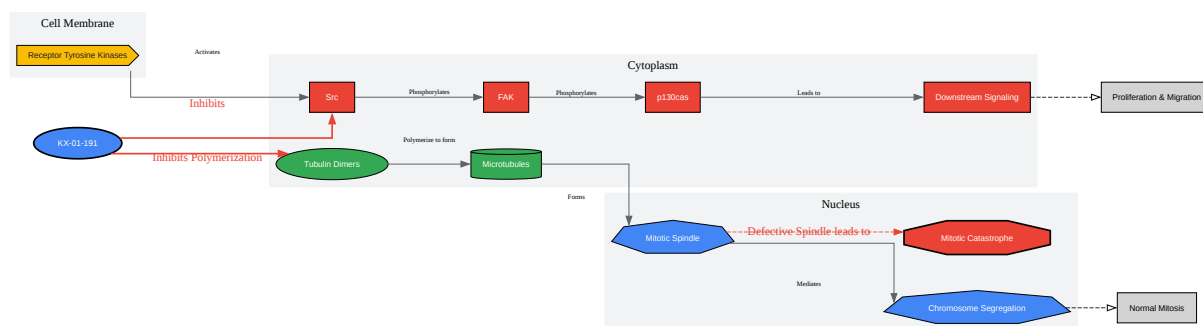 Cell Membrane
Receptor Tyrosine Kinases
Activates
Cytoplasm
Inhibits
Src
Phosphorylates
FAK
Phosphorylates
p130cas
Leads to
Downstream Signaling
Proliferation & Migration
KX-01-191
Inhibits Polymerization
Tubulin Dimers
Polymerize to form
Microtubules
Forms
Nucleus
Mitotic Spindle
Defective Spindle leads to
Mitotic Catastrophe
Mediates
Chromosome Segregation
Normal Mitosis